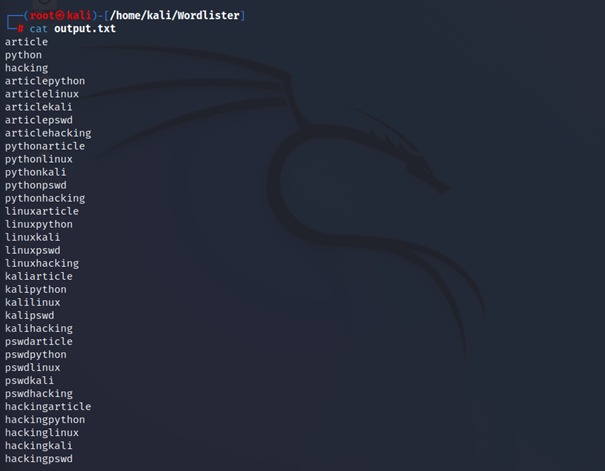 ┌──(root㉿kali)-[/home/kali/Wordlister]
└─# cat output.txt
article
python
hacking
articlepython
articlelinux
articlekali
articlepswd
articlehacking
pythonarticle
pythonlinux
pythonkali
pythonpswd
pythonhacking
linuxarticle
linuxpython
linuxkali
linuxpswd
linuxhacking
kaliarticle
kalipython
kalilinux
kalipswd
kalihacking
pswdarticle
pswdpython
pswdlinux
pswdkali
pswdhacking
hackingarticle
hackingpython
hackinglinux
hackingkali
hackingpswd